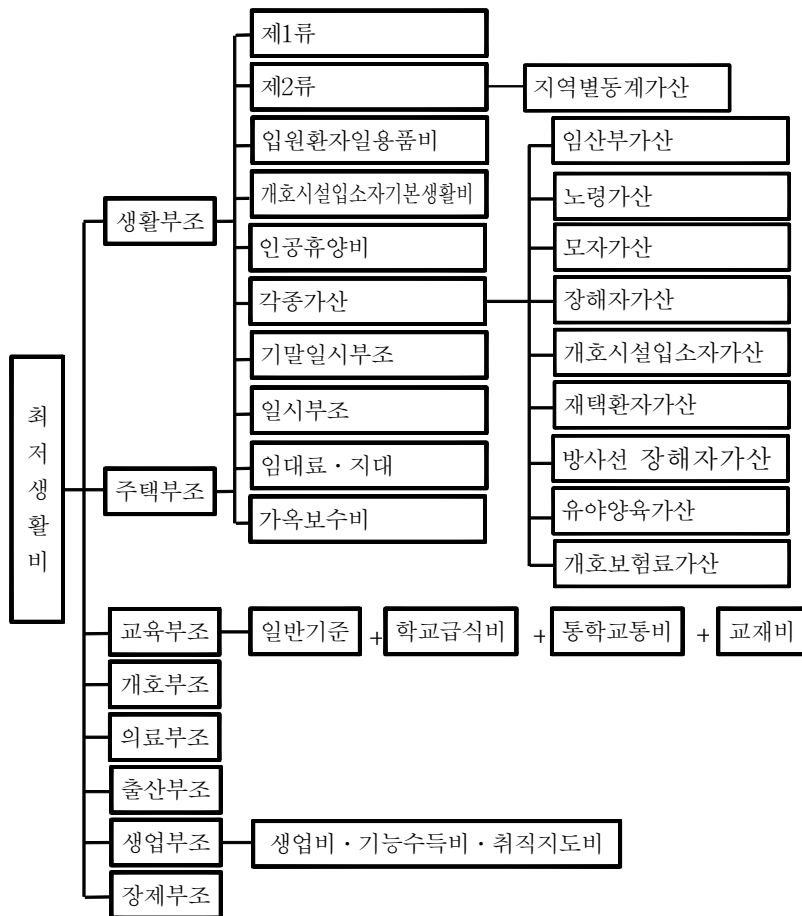 제1류
제2류
지역별동계가산
입원환자일용품비
임산부가산
개호시설입소자기본생활비
노령가산
생활부조
인공휴양비
모자가산
각종가산
장해자가산
기말일시부조
개호시설입소자가산
최저생활비
일시부조
재택환자가산
임대료・지대
방사선 장해자가산
주택부조
가옥보수비
유아양육가산
개호보험료가산
교육부조
일반기준 + 학교급식비 + 통학교통비 + 교재비
개호부조
의료부조
출산부조
생업부조
생업비・기능수득비・취직지도비
장제부조